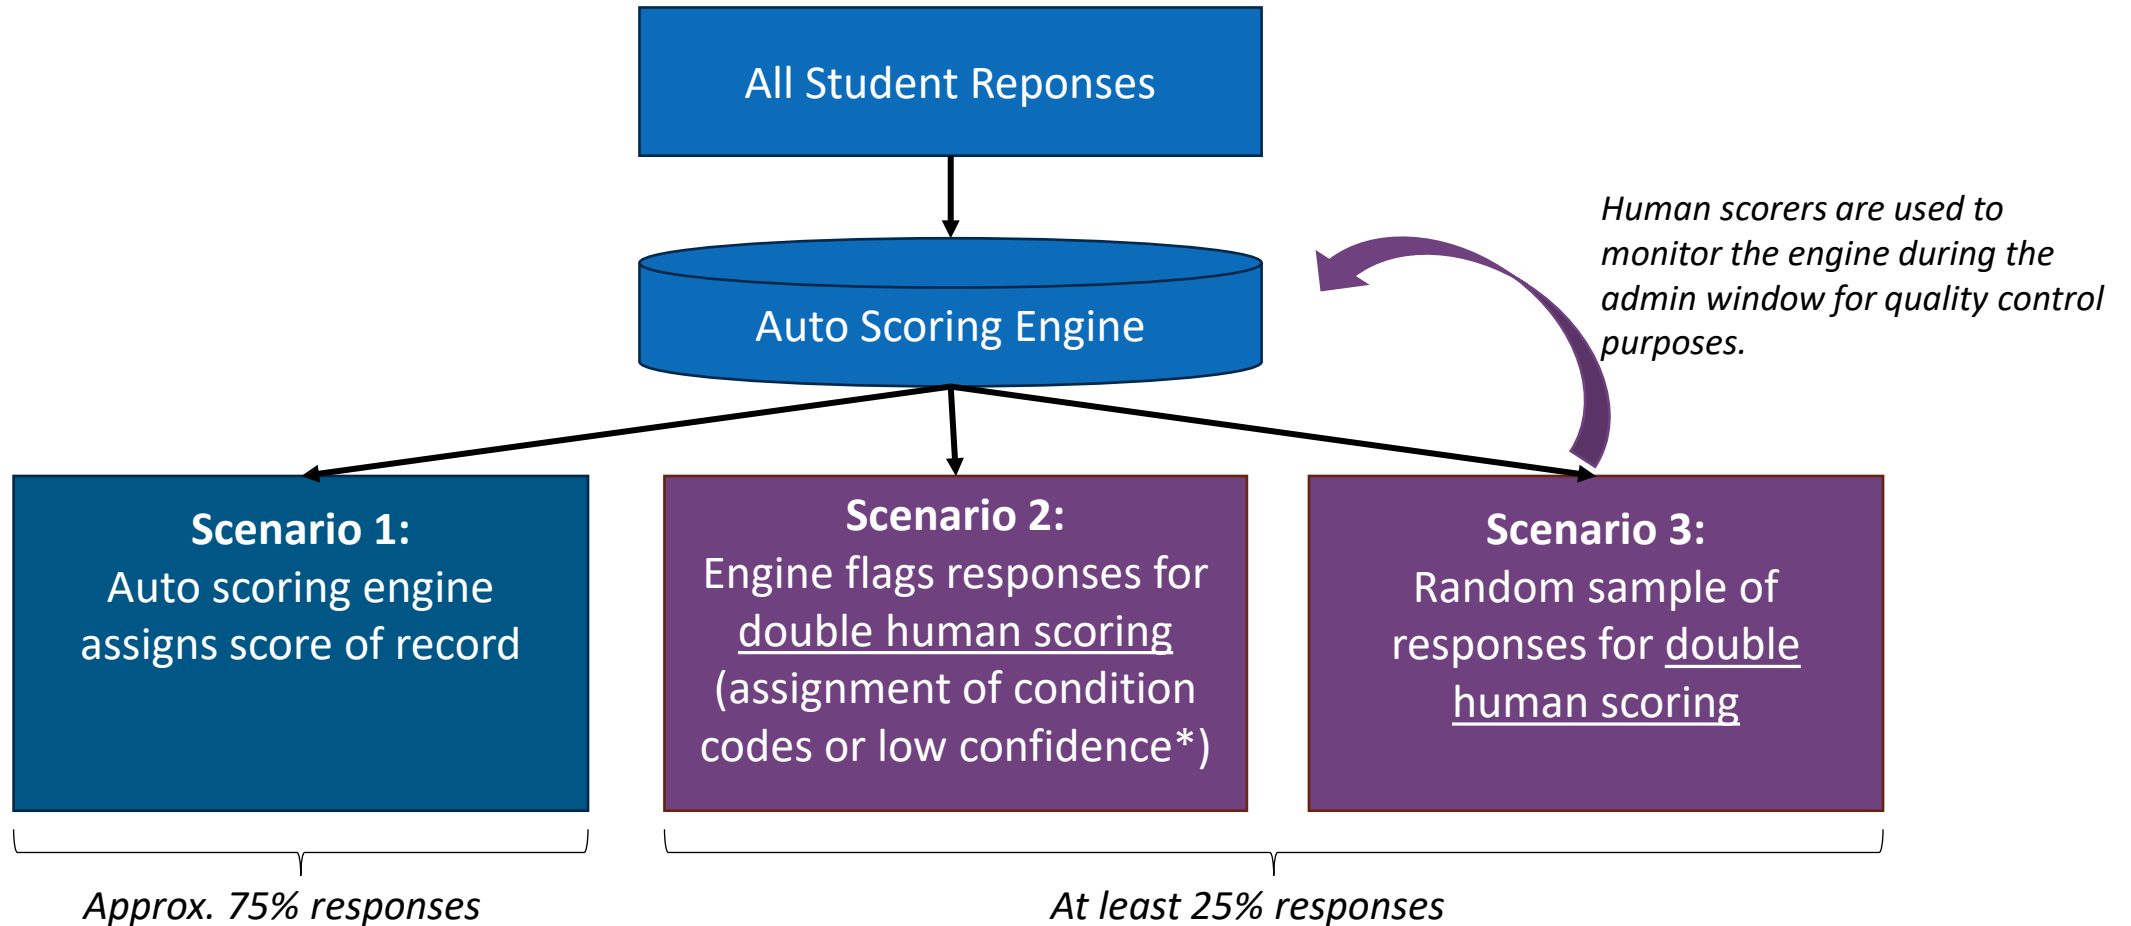 All Student Reponses
Human scorers are used to
monitor the engine during the
admin window for quality control
purposes.
Auto Scoring Engine
Scenario 1:
Auto scoring engine
assigns score of record
Scenario 2:
Engine flags responses for
double human scoring
(assignment of condition
codes or low confidence*)
Scenario 3:
Random sample of
responses for double
human scoring
Approx. 75% responses
At least 25% responses